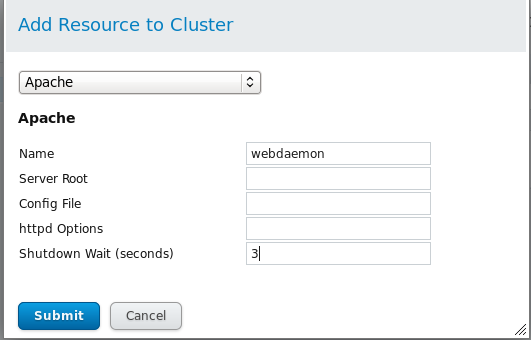 Add Resource to Cluster
Apache
Apache
Name webdaemon
Server Root
Config File
httpd Options
Shutdown Wait (seconds) 3
Submit Cancel